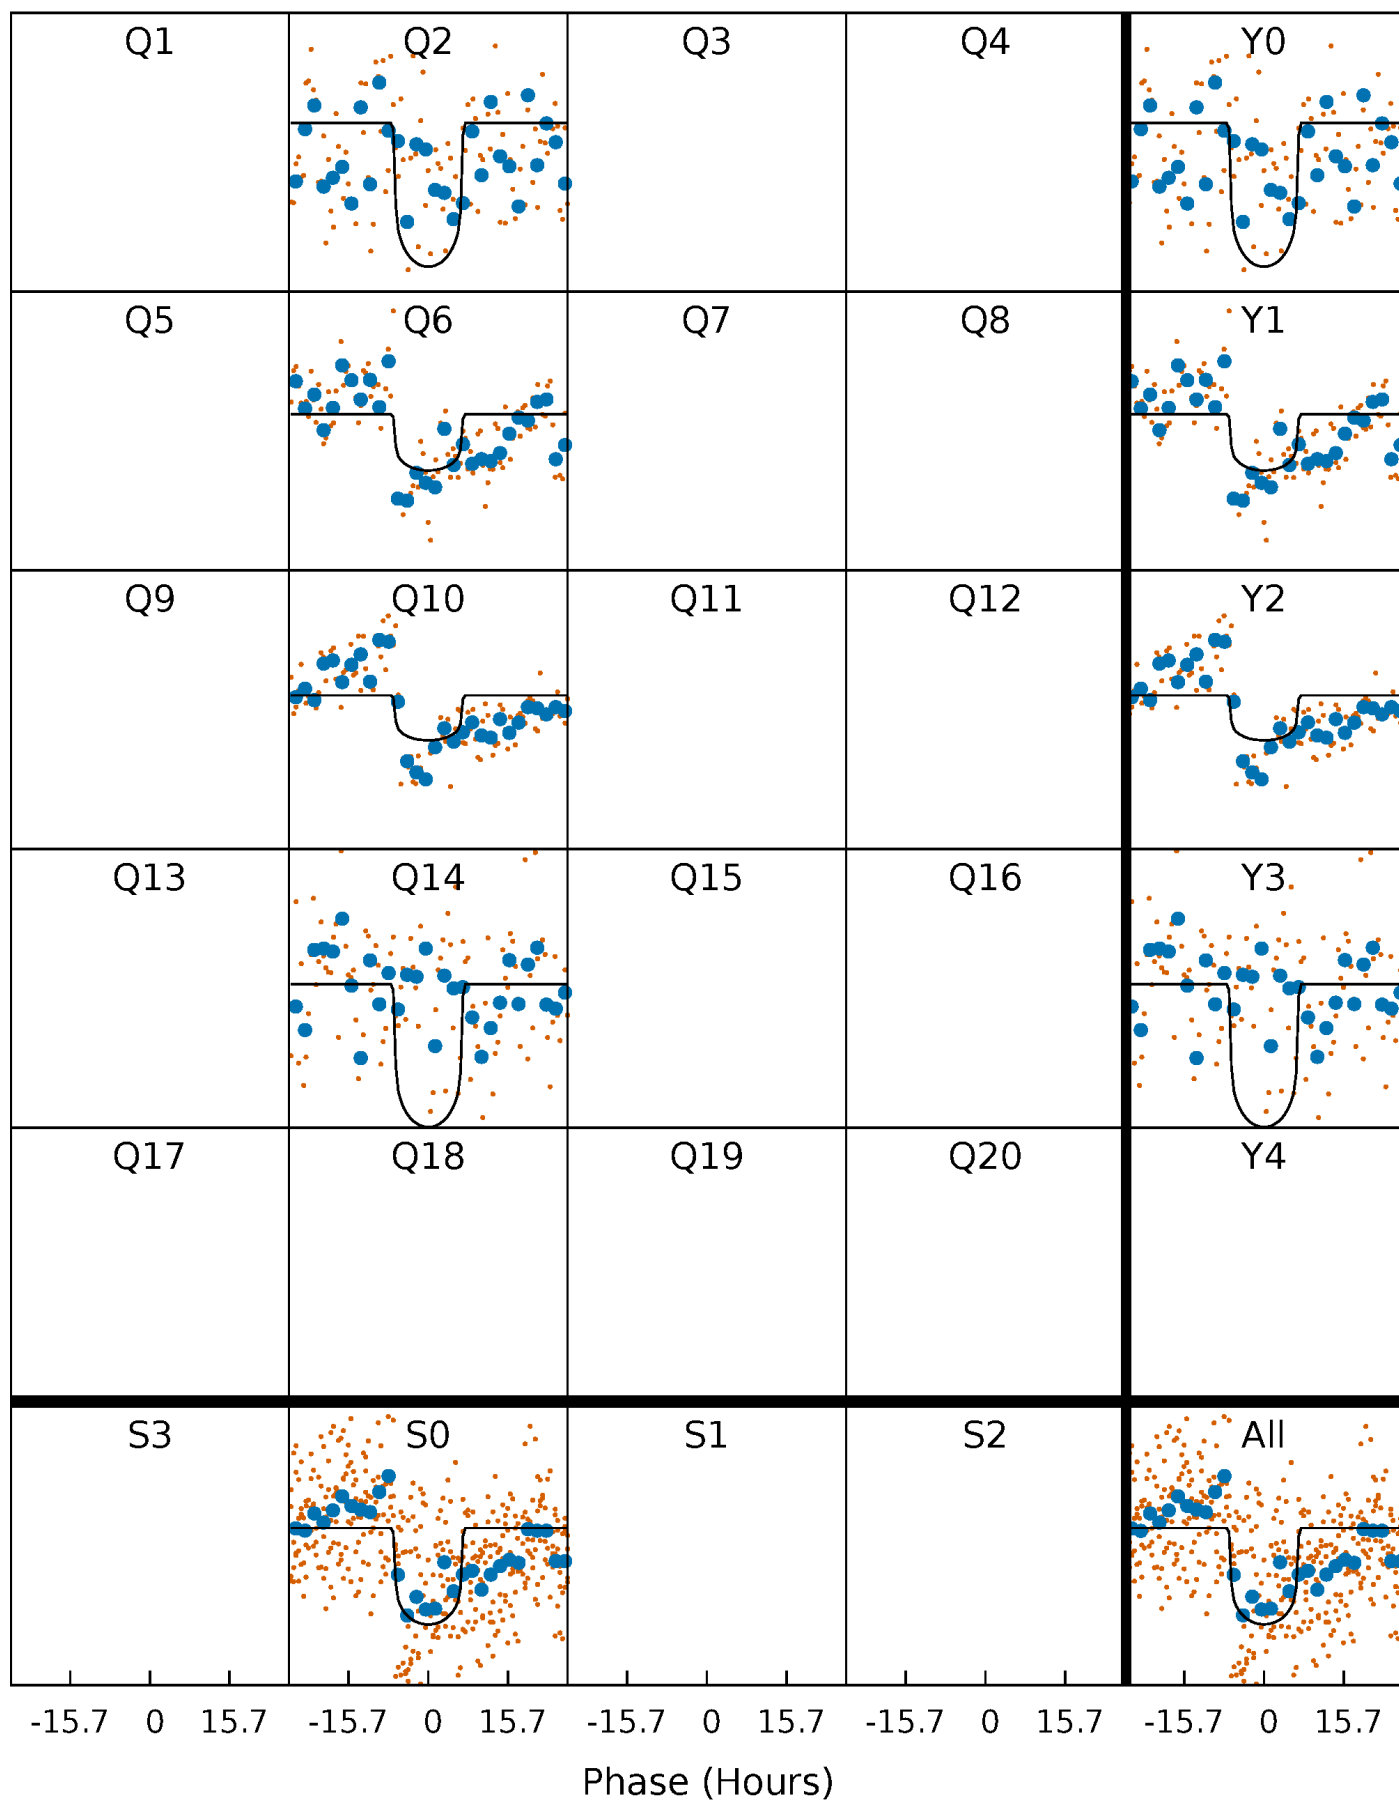 Q1 Q2 Q3 Q4 Y0
Q5 Q6 Q7 Q8 Y1
Q9 Q10 Q11 Q12 Y2
Q13 Q14 Q15 Q16 Y3
Q17 Q18 Q19 Q20 Y4
S3 S0 S1 S2 All
-15.7 0 15.7 -15.7 0 15.7 -15.7 0 15.7 -15.7 0 15.7 -15.7 0 15.7
Phase (Hours)